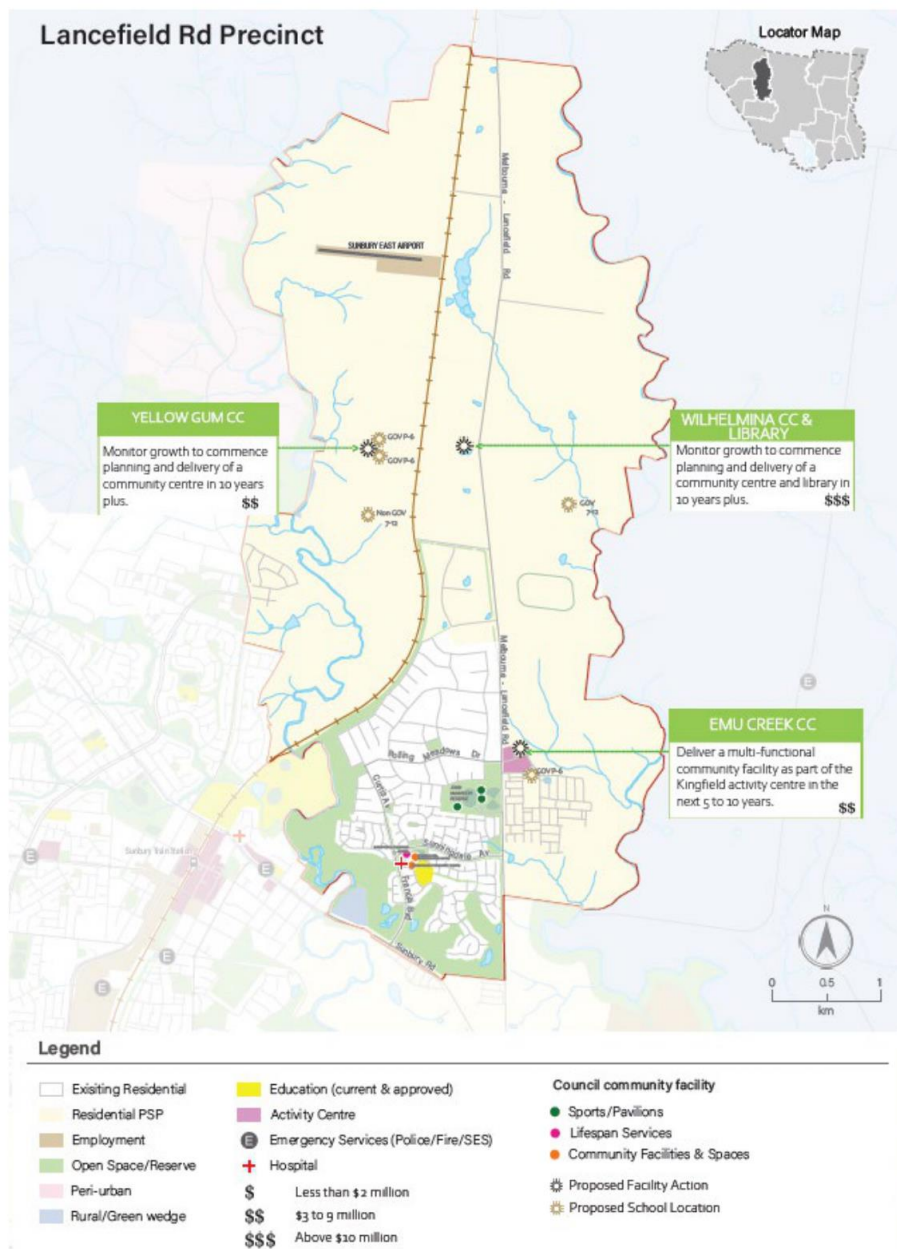 Lancefield Rd Precinct
Locator Map
Melbourne - Lancefield Rd
SUNBURY EAST AIRPORT
YELLOW GUM CC
Monitor growth to commence
planning and delivery of a
community centre in 10 years
plus.
$$
GOV P-6
GOV P-6
Non GOV
7-12
WILHELMINA CC &
LIBRARY
Monitor growth to commence
planning and delivery of a
community centre and library in
10 years plus.
$$$
GOV
7-12
Melbourne - Lancefield Rd
EMU CREEK CC
Deliver a multi-functional
community facility as part of the
Kingfield activity centre in the
next 5 to 10 years.
$$
GOV P-6
Rolling Meadows Dr
Sunningdale Av
Francis Blvd
Sunbury Rd
Sunbury Train Station
E
E
E
E
E
N
0
0.5
1
km
Legend
Exisiting Residential
Residential PSP
Employment
Open Space/Reserve
Peri-urban
Rural/Green wedge
Education (current & approved)
Activity Centre
E Emergency Services (Police/Fire/SES)
Hospital
$ Less than $2 million
$$ $3 to 9 million
$$$ Above $10 million
Council community facility
Sports/Pavilions
Lifespan Services
Community Facilities & Spaces
Proposed Facility Action
Proposed School Location